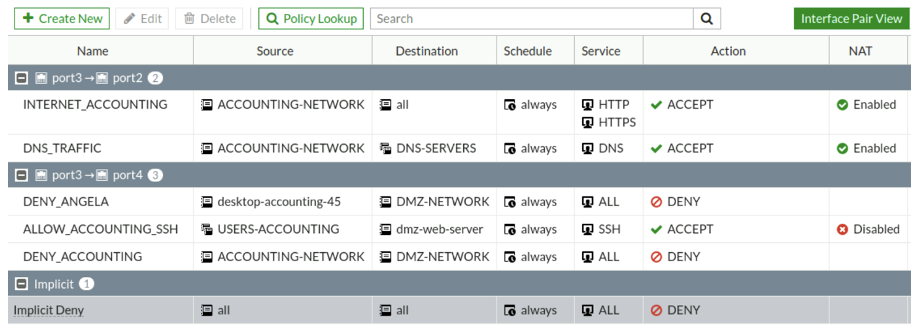 Create New Edit Delete Policy Lookup Search Interface Pair View
Name Source Destination Schedule Service Action NAT
port3 → port2 2
INTERNET_ACCOUNTING ACCOUNTING-NETWORK all always HTTP ACCEPT Enabled
HTTPS
DNS_TRAFFIC ACCOUNTING-NETWORK DNS-SERVERS always DNS ACCEPT Enabled
port3 → port4 3
DENY_ANGELA desktop-accounting-45 DMZ-NETWORK always ALL DENY
ALLOW_ACCOUNTING_SSH USERS-ACCOUNTING dmz-web-server always SSH ACCEPT Disabled
DENY_ACCOUNTING ACCOUNTING-NETWORK DMZ-NETWORK always ALL DENY
Implicit 1
Implicit Deny all all always ALL DENY